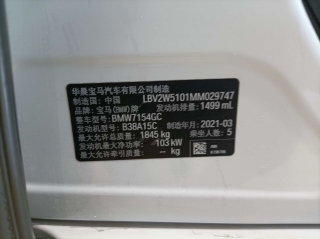 华晨宝马汽车有限公司制造
制造国：中国 LBV2W5101MM029747
品牌：宝马(BMW)牌 发动机排量：1499 mL
整车型号：BMW7154GC
发动机型号：B38A15C 制造年月：2021-03
最大允许总质量：1845 kg 乘坐人数：5
发动机最大净功率：103 kW
最大允许牵引质量：– kg